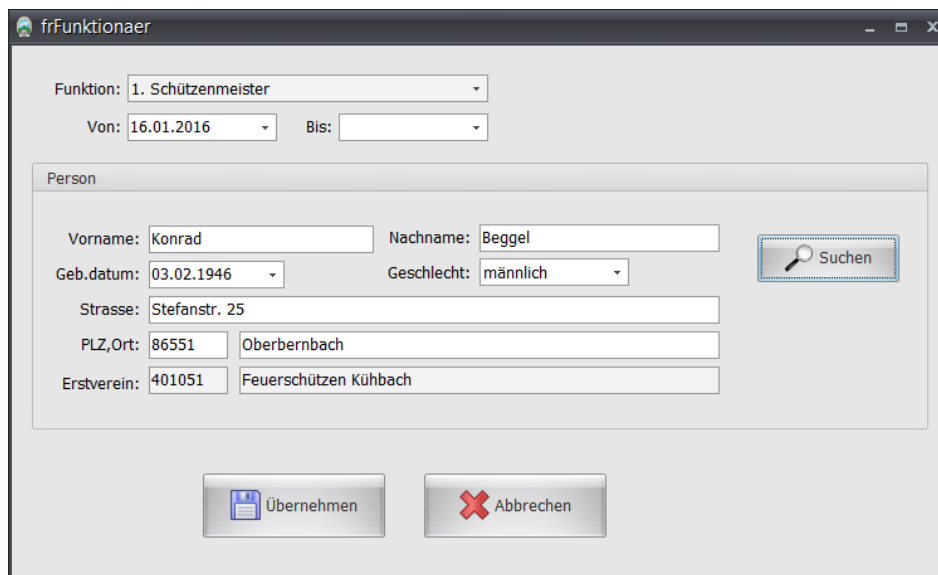 frFunktionaer
Funktion: 1. Schützenmeister
Von: 16.01.2016 Bis:
Person
Vorname: Konrad Nachname: Beggel
Geb.datum: 03.02.1946 Geschlecht: männlich
Suchen
Strasse: Stefanstr. 25
PLZ,Ort: 86551 Oberbernbach
Erstverein: 401051 Feuerschützen Kühbach
Übernehmen Abbrechen